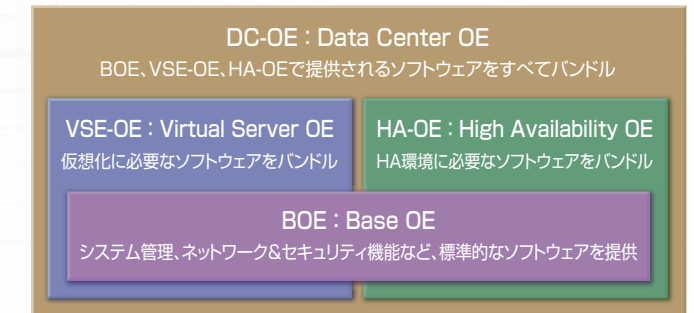 DC-OE：Data Center OE
BOE、VSE-OE、HA-OEで提供されるソフトウェアをすべてバンドル
VSE-OE：Virtual Server OE
仮想化に必要なソフトウェアをバンドル
HA-OE：High Availability OE
HA環境に必要なソフトウェアをバンドル
BOE：Base OE
システム管理、ネットワーク&セキュリティ機能など、標準的なソフトウェアを提供